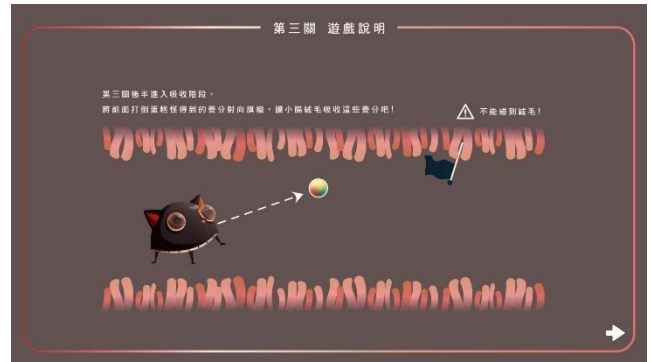 第三關 遊戲說明
第三關後半進入吸收階段。
將前面打倒蛋糕怪得到的養分射向旗幟,讓小腸絨毛吸收這些養分吧!
不能碰到絨毛!